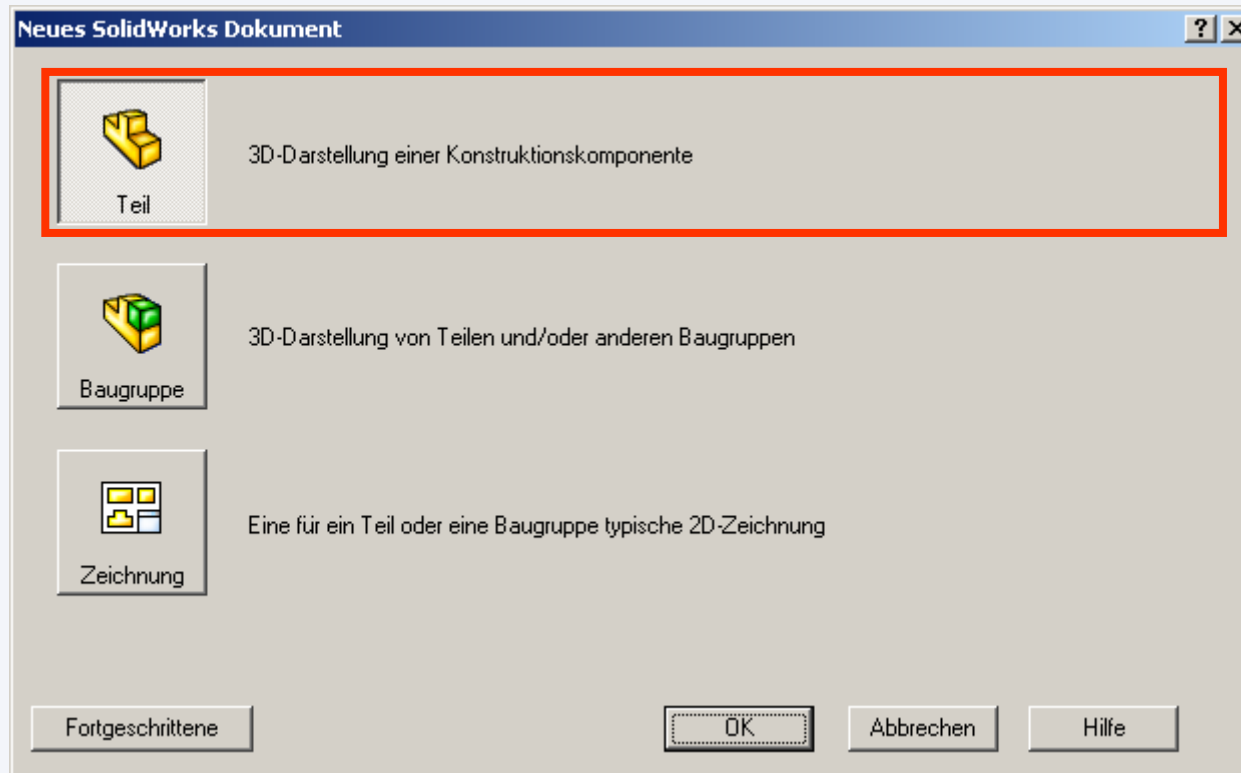 Neues SolidWorks Dokument
3D-Darstellung einer Konstruktionskomponente
Teil
3D-Darstellung von Teilen und/oder anderen Baugruppen
Baugruppe
Eine für ein Teil oder eine Baugruppe typische 2D-Zeichnung
Zeichnung
Fortgeschrittene OK Abbrechen Hilfe